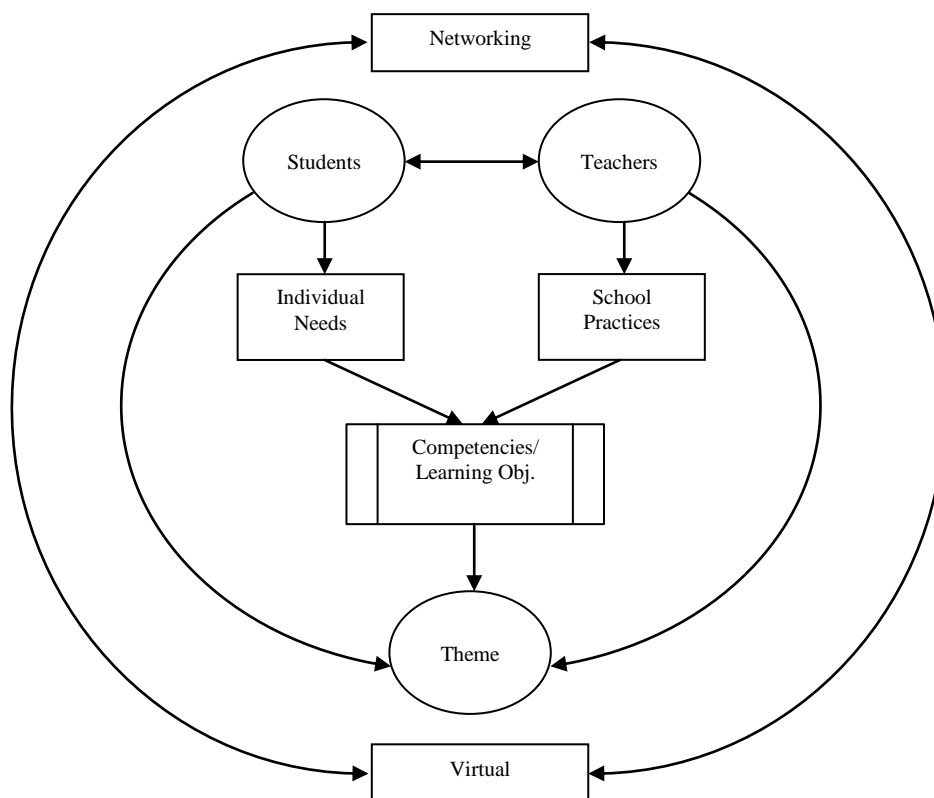 Networking
Students
Teachers
Individual
Needs
School
Practices
Competencies/
Learning Obj.
Theme
Virtual